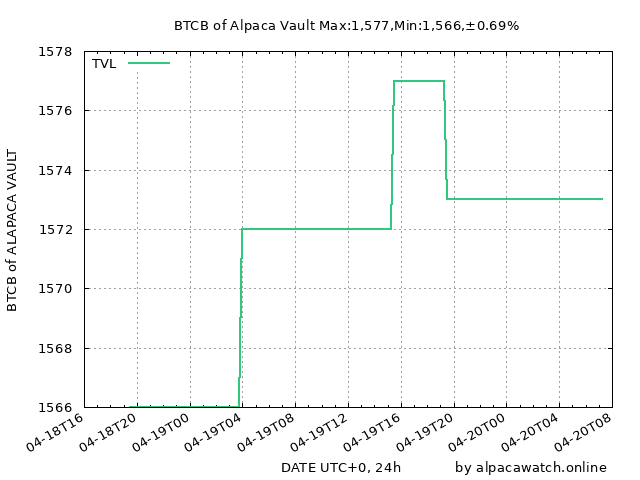 BTCB of Alpaca Vault Max:1,577,Min:1,566,±0.69%
TVL
1578
1576
1574
1572
1570
1568
1566
BTCB of ALAPACA VAULT
04-18T16
04-18T20
04-19T00
04-19T04
04-19T08
04-19T12
04-19T16
04-19T20
04-20T00
04-20T04
04-20T08
DATE UTC+0, 24h
by alpacawatch.online